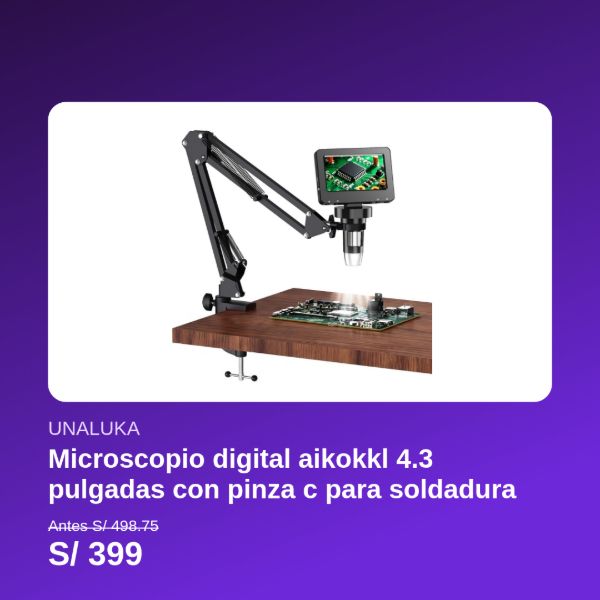 UNALUKA
Microscopio digital aikokkl 4.3
pulgadas con pinza c para soldadura
Antes S/ 498.75
S/ 399